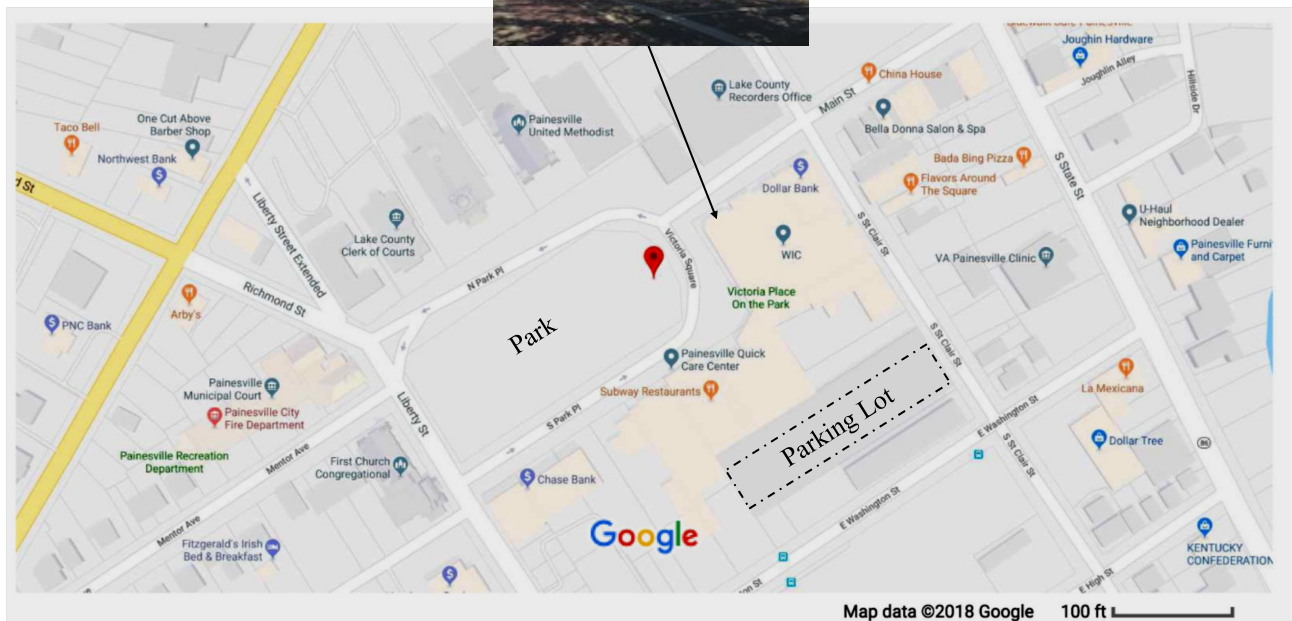 Joughin Hardware
Joughlin Alley
Hillside Dr
China House
Lake County
Recorders Office
Main St
Bella Donna Salon & Spa
Painesville
United Methodist
One Cut Above
Barber Shop
Taco Bell
Northwest Bank
Bada Bing Pizza
S State St
Dollar Bank
Flavors Around
The Square
d St
Liberty Street Extended
Lake County
Clerk of Courts
U-Haul
Neighborhood Dealer
S St Clair St
Victoria Square
WIC
VA Painesville Clinic
Painesville Furni
and Carpet
N Park Pl
Richmond St
Victoria Place
On the Park
Arby's
PNC Bank
Park
S St Clair St
Painesville Quick
Care Center
Painesville
Municipal Court
Subway Restaurants
La Mexicana
Painesville City
Fire Department
Liberty St
S Park Pl
Parking Lot
E Washington St
S St Clair St
Dollar Tree
86
Painesville Recreation
Department
Mentor Ave
First Church
Congregational
Chase Bank
E Washington St
Mentor Ave
Google
Fitzgerald's Irish
Bed & Breakfast
KENTUCKY
CONFEDERATION
on St
E High St
Map data ©2018 Google 100 ft